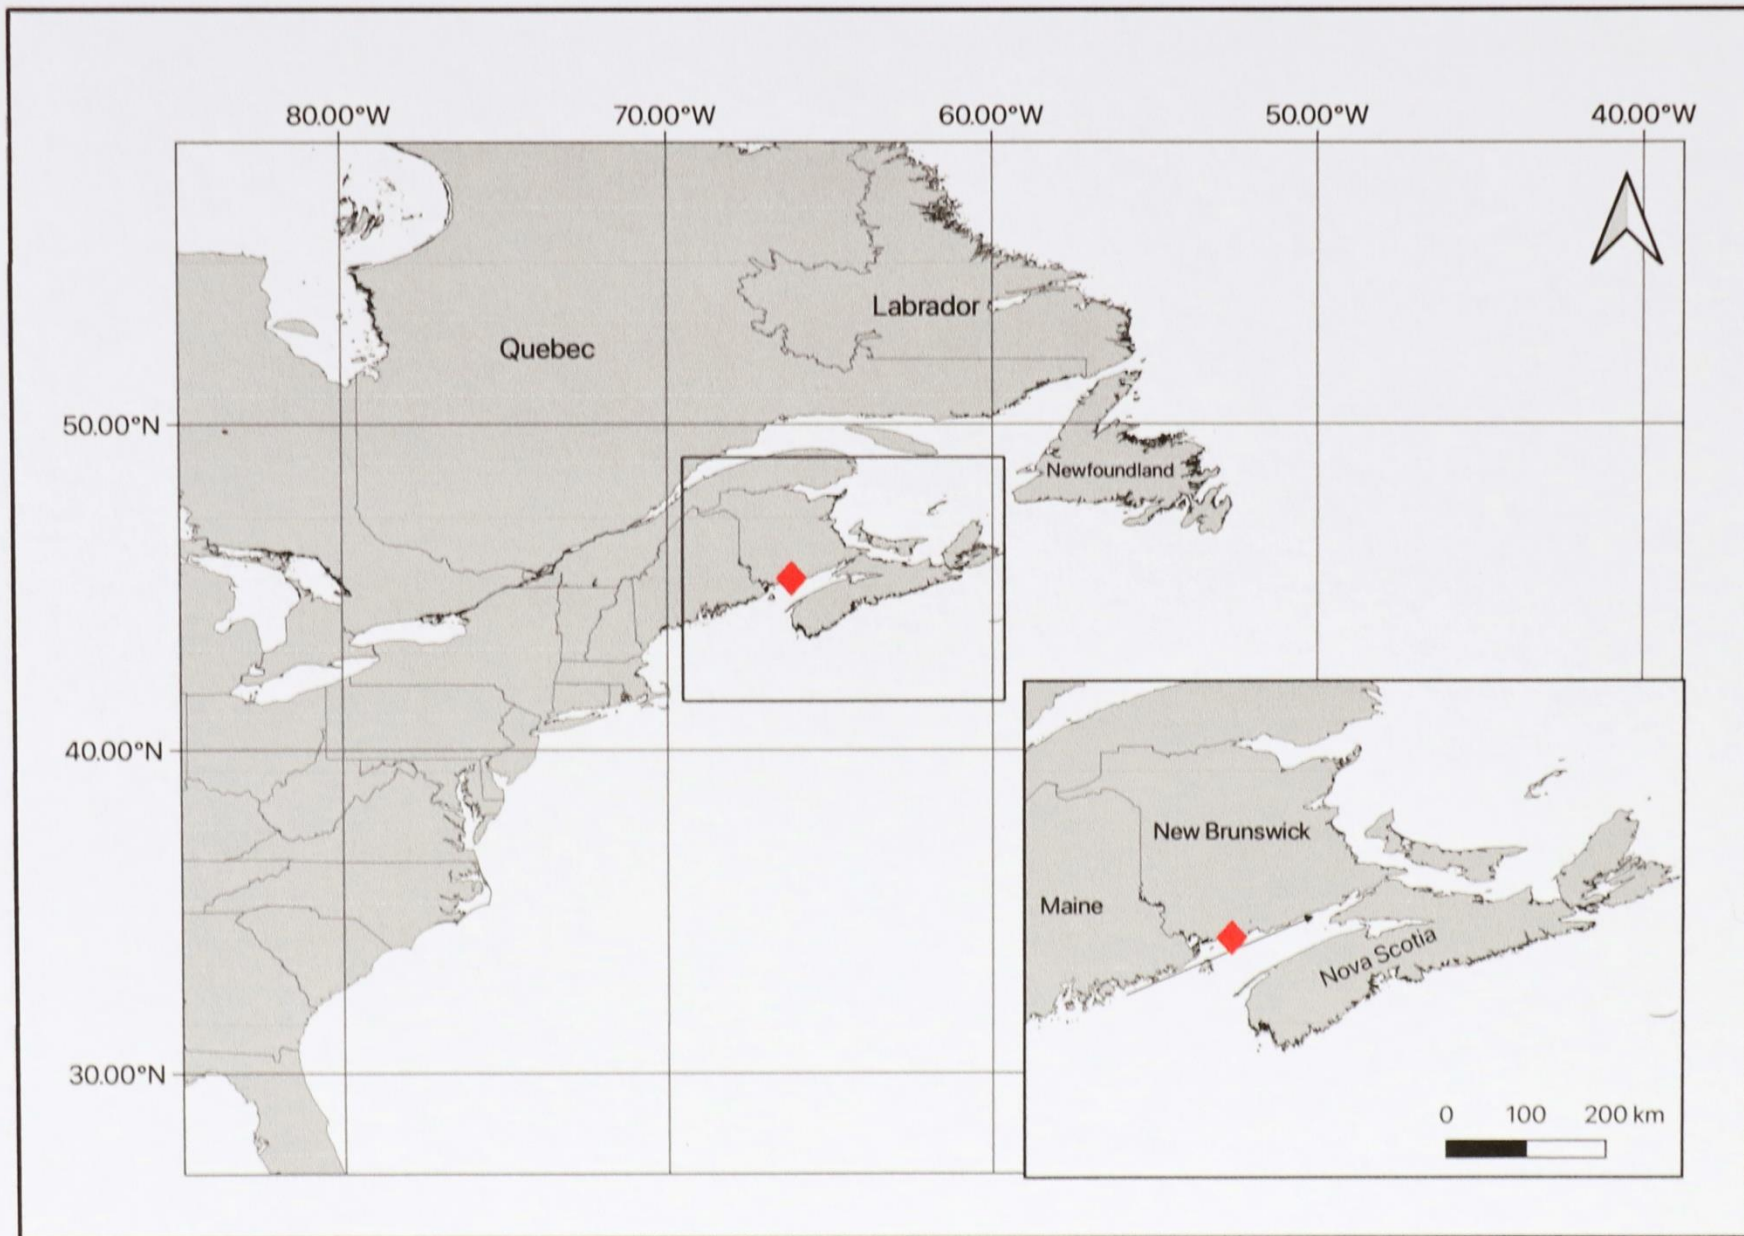 80.00°W 70.00°W 60.00°W 50.00°W 40.00°W
Labrador
Quebec
50.00°N
Newfoundland
40.00°N
New Brunswick
Maine
Nova Scotia
30.00°N
0 100 200 km